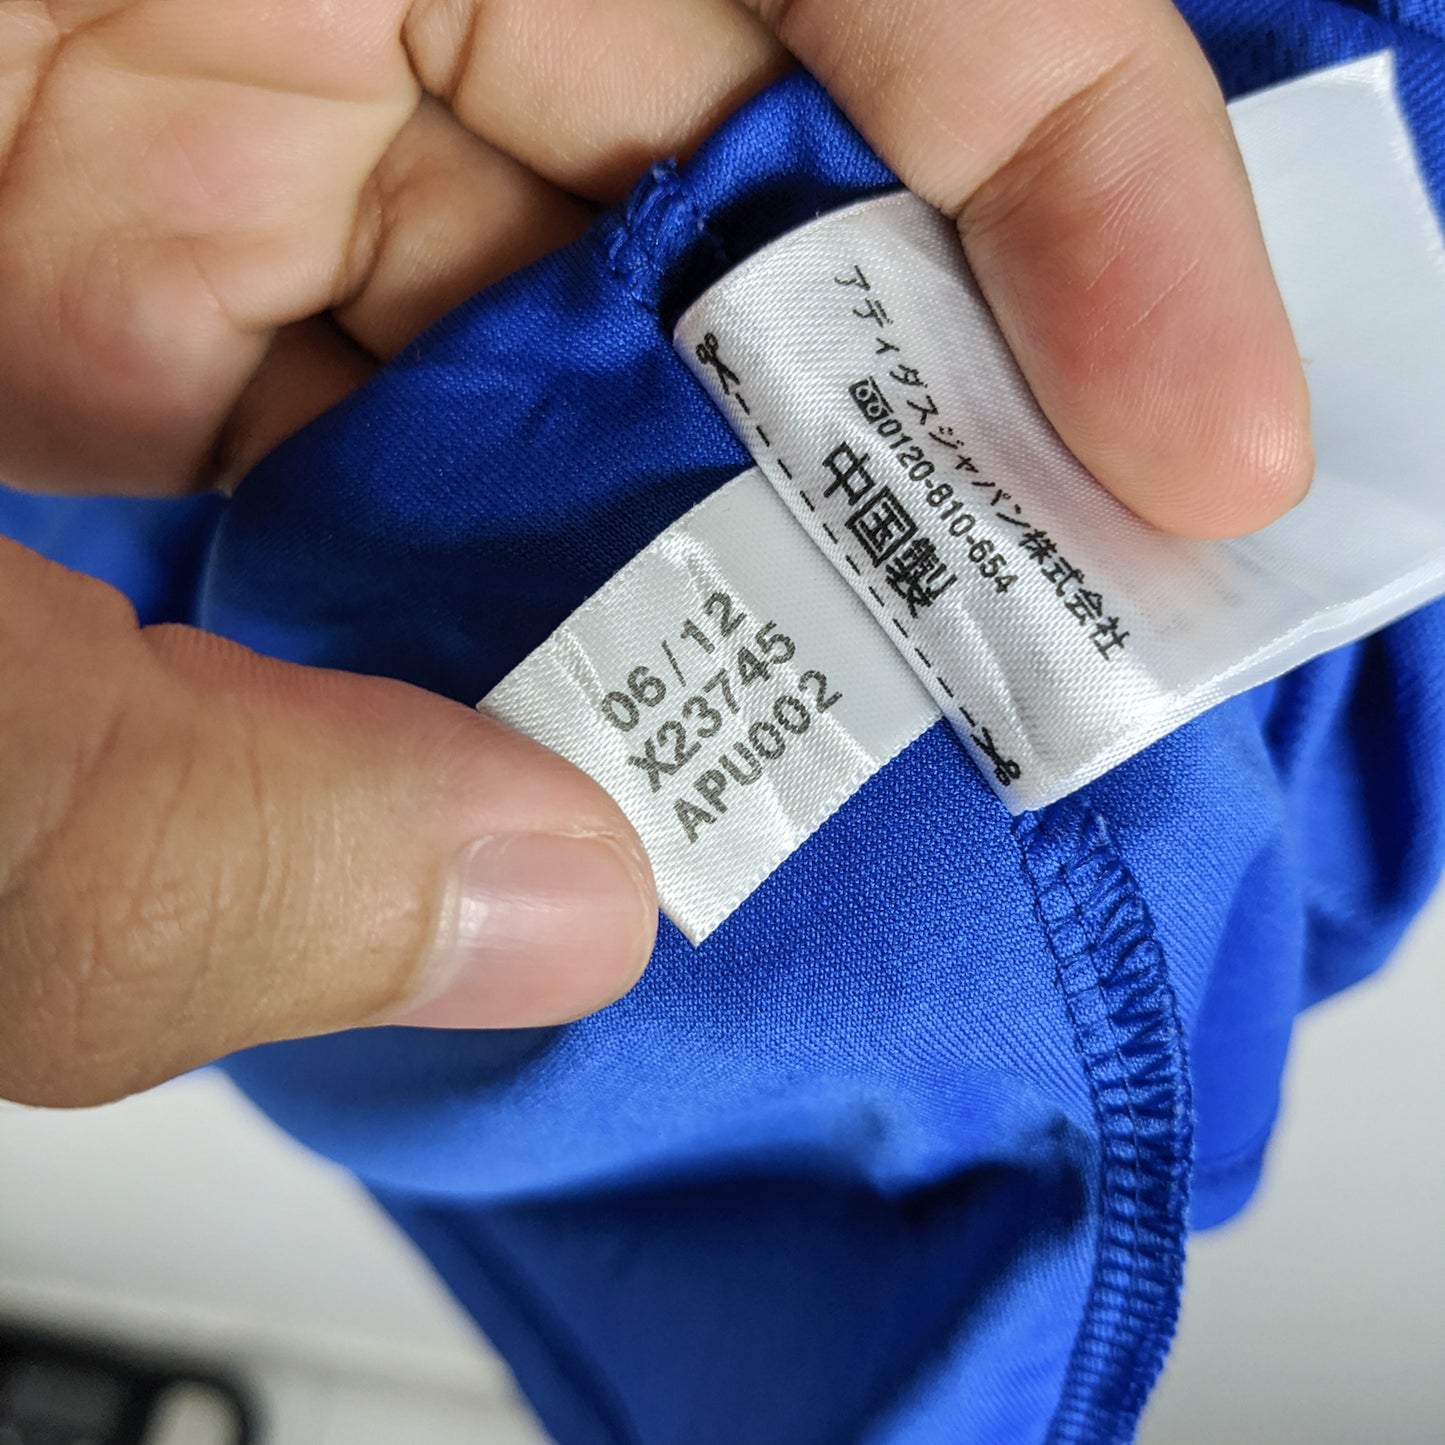 アディダスジャパン株式会社
0120-810-654
中国製
06/12
X23745
APU002